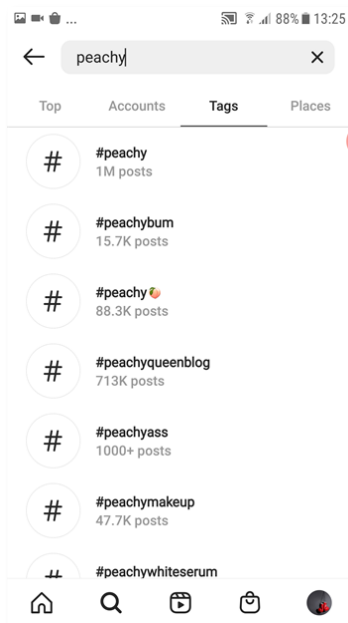 ... 88% 13:25
peachy
Top Accounts Tags Places
#peachy
1M posts
#peachybum
15.7K posts
#peachy🍑
88.3K posts
#peachyqueenblog
713K posts
#peachyass
1000+ posts
#peachymakeup
47.7K posts
#peachywhiteserum